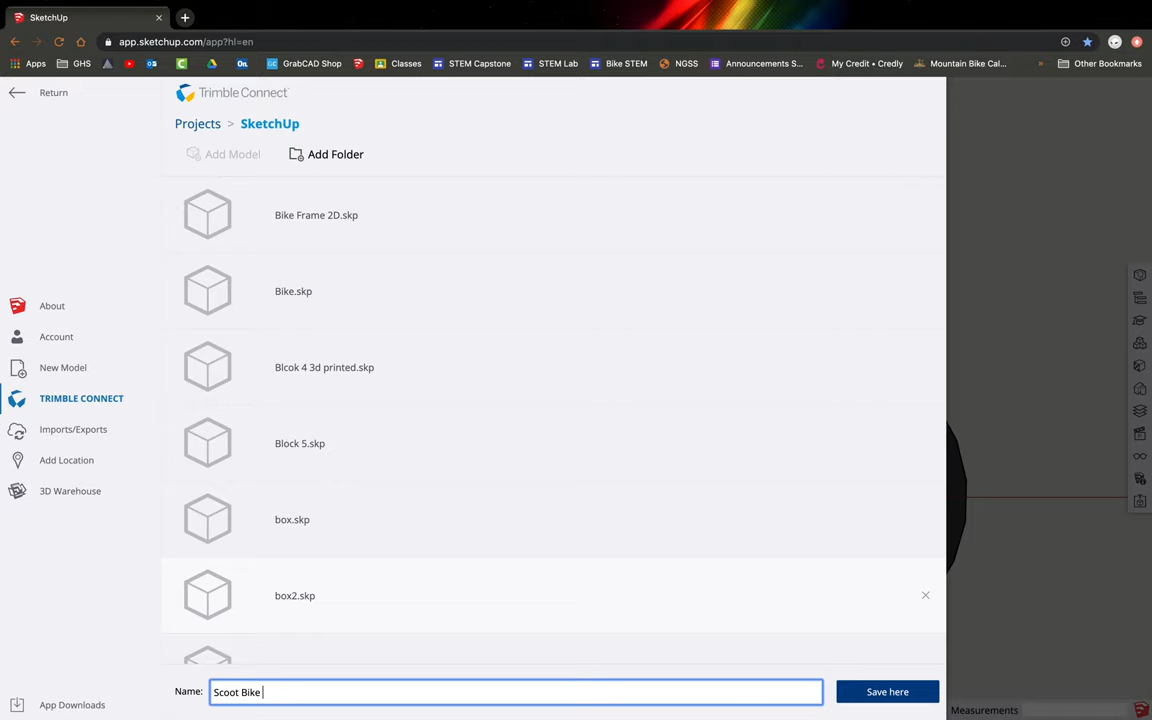 SketchUp
app.sketchup.com/app?hl=en
Apps GHS GrabCAD Shop Classes STEM Capstone STEM Lab Bike STEM NGSS Announcements S... My Credit • Credly Mountain Bike Cal... » Other Bookmarks
Return
Trimble Connect
Projects > SketchUp
Add Model Add Folder
Bike Frame 2D.skp
Bike.skp
About
Account
New Model
Blcok 4 3d printed.skp
TRIMBLE CONNECT
Imports/Exports
Block 5.skp
Add Location
3D Warehouse
box.skp
box2.skp
Name: Scoot Bike Save here
App Downloads
Measurements